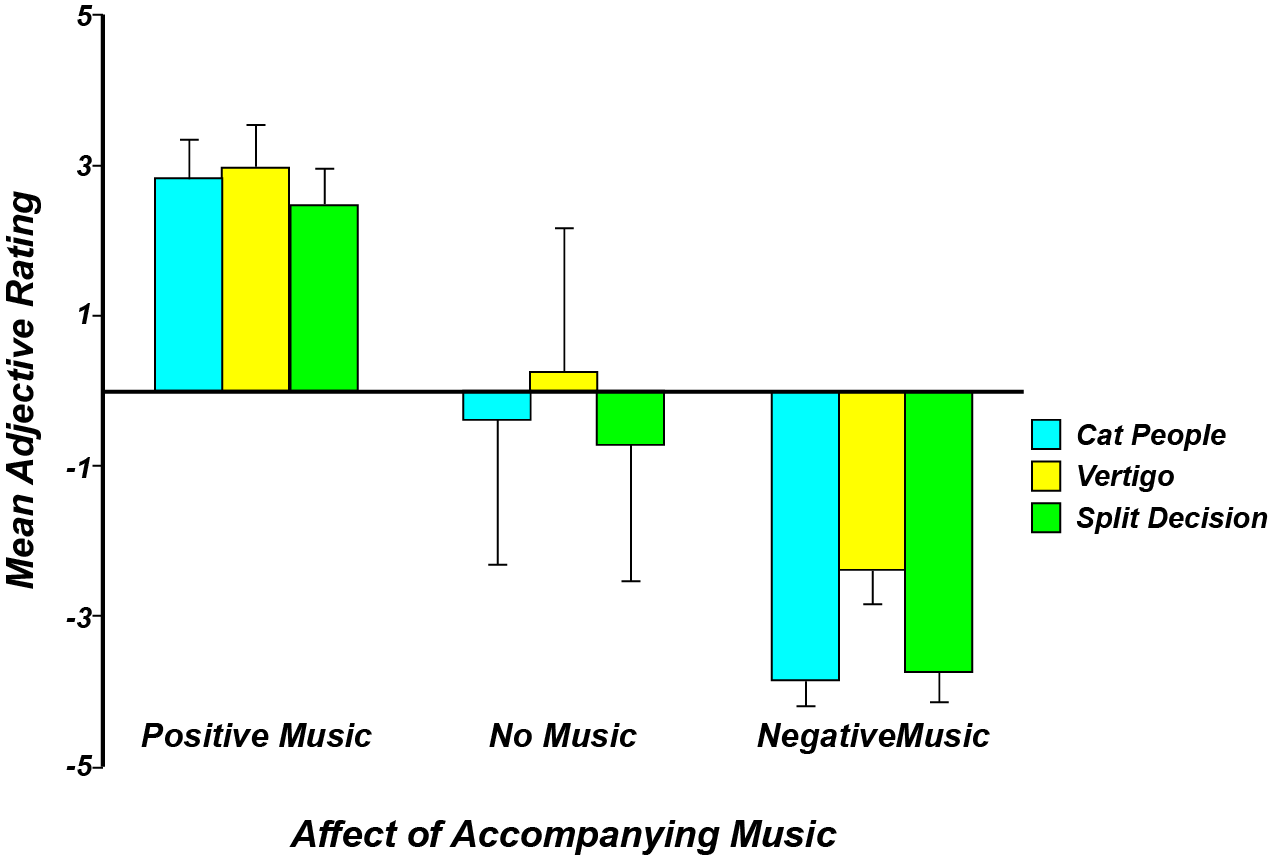 5
3
1
-1
-3
-5
Mean Adjective Rating
Positive Music
No Music
NegativeMusic
Affect of Accompanying Music
Cat People
Vertigo
Split Decision